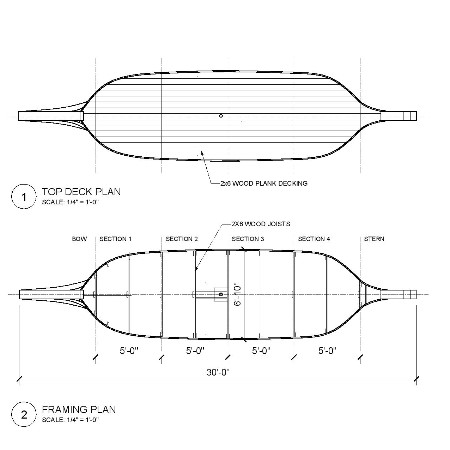 2x6 WOOD PLANK DECKING
1
TOP DECK PLAN
SCALE: 1/4" = 1'-0"
2X6 WOOD JOISTS
BOW SECTION 1 SECTION 2 SECTION 3 SECTION 4 STERN
6'-10"
5'-0" 5'-0" 5'-0" 5'-0"
30'-0"
2
FRAMING PLAN
SCALE: 1/4" = 1'-0"